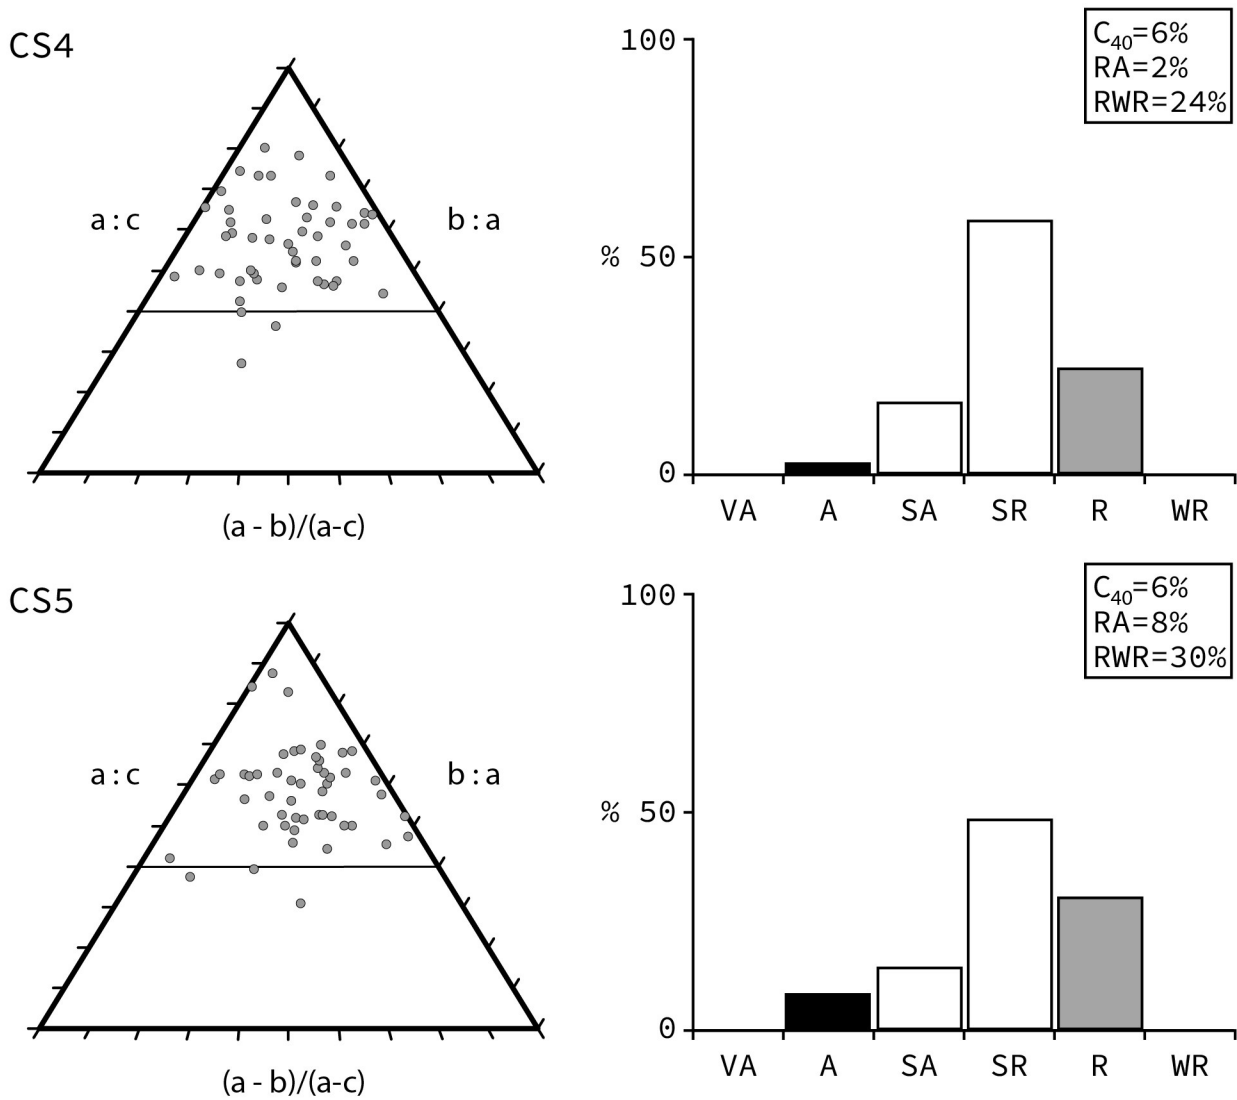 CS4
a:c
b:a
(a - b)/(a-c)
100
% 50
0
VA A SA SR R WR
C40=6%
RA=2%
RWR=24%
CS5
a:c
b:a
(a - b)/(a-c)
100
% 50
0
VA A SA SR R WR
C40=6%
RA=8%
RWR=30%